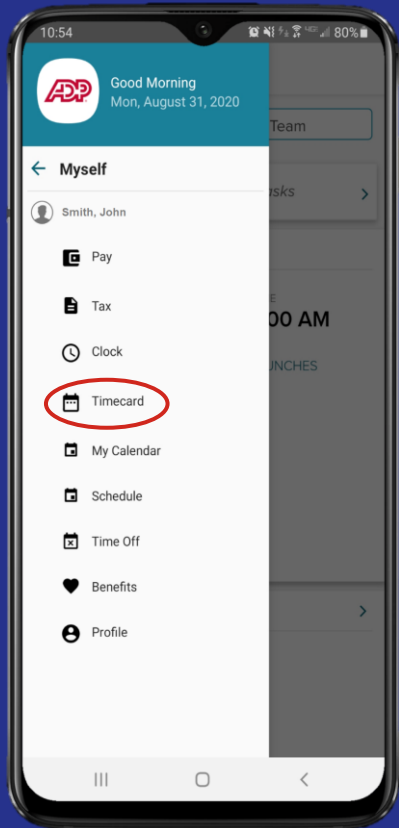 10:54
4GE 80%
ADP
Good Morning
Mon, August 31, 2020
Team
Myself
asks
Smith, John
Pay
Tax
E
Clock
00 AM
UNCHES
Timecard
My Calendar
Schedule
Time Off
Benefits
Profile